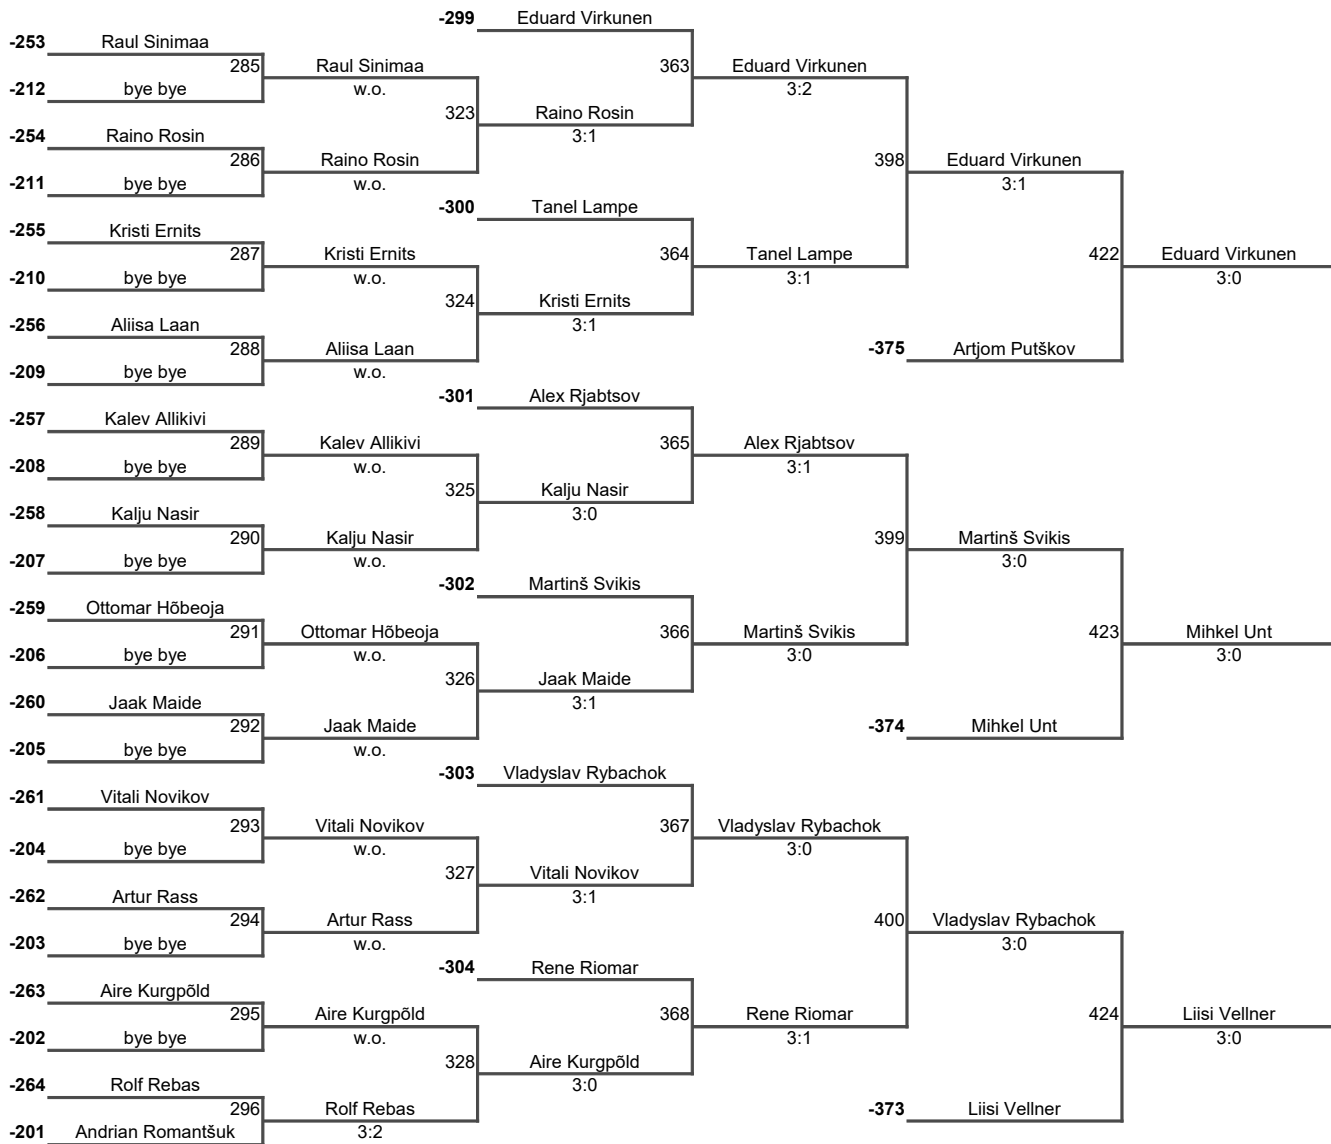 -299 Eduard Virkunen
-253 Raul Sinimaa
285 Raul Sinimaa 363 Eduard Virkunen
-212 bye bye w.o. 3:2
323 Raino Rosin
-254 Raino Rosin 3:1
286 Raino Rosin 398 Eduard Virkunen
-211 bye bye w.o. 3:1
-300 Tanel Lampe
-255 Kristi Ernits
287 Kristi Ernits 364 Tanel Lampe 422 Eduard Virkunen
-210 bye bye w.o. 3:1 3:0
324 Kristi Ernits
-256 Aliisa Laan 3:1
288 Aliisa Laan -375 Artjom Putškov
-209 bye bye w.o.
-301 Alex Rjabtsov
-257 Kalev Allikivi
289 Kalev Allikivi 365 Alex Rjabtsov
-208 bye bye w.o. 3:1
325 Kalju Nasir
-258 Kalju Nasir 3:0
290 Kalju Nasir 399 Martinš Svikis
-207 bye bye w.o. 3:0
-302 Martinš Svikis
-259 Ottomar Hõbeoja
291 Ottomar Hõbeoja 366 Martinš Svikis 423 Mihkel Unt
-206 bye bye w.o. 3:0 3:0
326 Jaak Maide
-260 Jaak Maide 3:1
292 Jaak Maide -374 Mihkel Unt
-205 bye bye w.o.
-303 Vladyslav Rybachok
-261 Vitali Novikov
293 Vitali Novikov 367 Vladyslav Rybachok
-204 bye bye w.o. 3:0
327 Vitali Novikov
-262 Artur Rass 3:1
294 Artur Rass 400 Vladyslav Rybachok
-203 bye bye w.o. 3:0
-304 Rene Riomar
-263 Aire Kurgpõld
295 Aire Kurgpõld 368 Rene Riomar 424 Liisi Vellner
-202 bye bye w.o. 3:1 3:0
328 Aire Kurgpõld
-264 Rolf Rebas 3:0
296 Rolf Rebas -373 Liisi Vellner
-201 Andrian Romantšuk 3:2